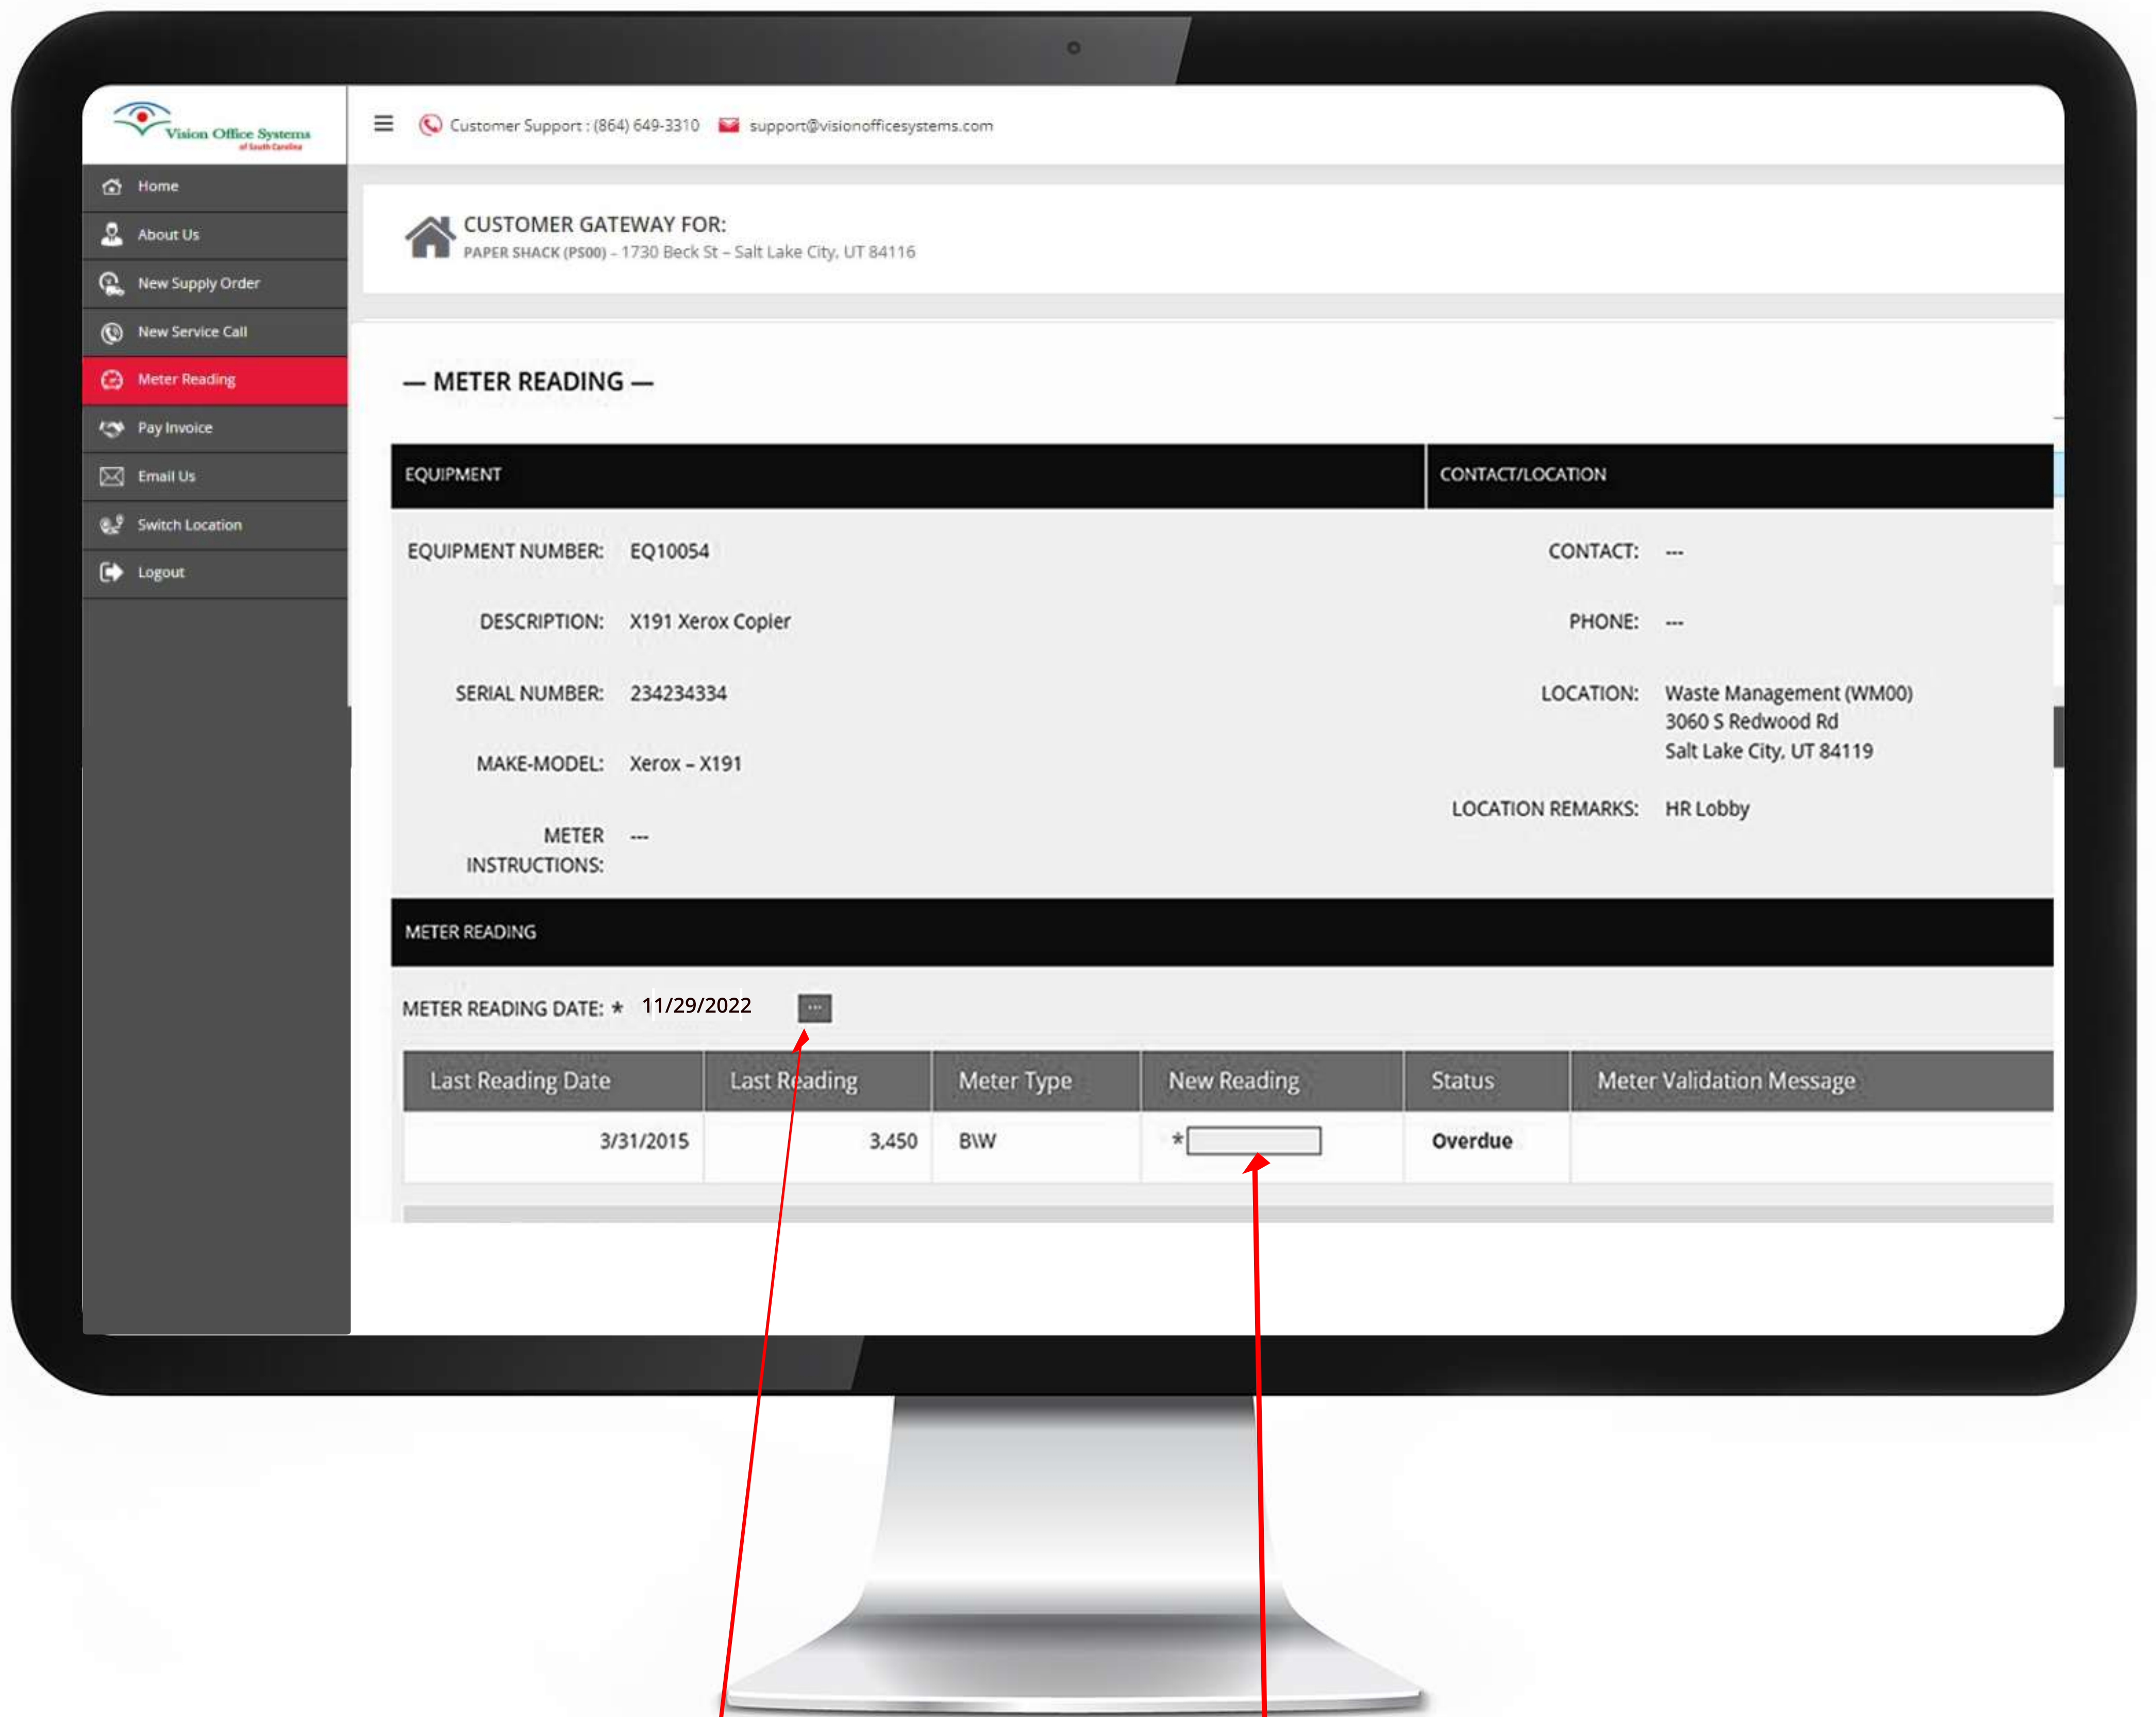 Vision Office Systems
of South Carolina
Customer Support : (864) 649-3310 support@visionofficesystems.com
Home
About Us
New Supply Order
New Service Call
Meter Reading
Pay Invoice
Email Us
Switch Location
Logout
CUSTOMER GATEWAY FOR:
PAPER SHACK (PS00) – 1730 Beck St – Salt Lake City, UT 84116
— METER READING —
EQUIPMENT CONTACT/LOCATION
EQUIPMENT NUMBER: EQ10054
DESCRIPTION: X191 Xerox Copier
SERIAL NUMBER: 234234334
MAKE-MODEL: Xerox – X191
METER INSTRUCTIONS: ---
CONTACT: ---
PHONE: ---
LOCATION: Waste Management (WM00)
3060 S Redwood Rd
Salt Lake City, UT 84119
LOCATION REMARKS: HR Lobby
METER READING
METER READING DATE: * 11/29/2022 ...
Last Reading Date Last Reading Meter Type New Reading Status Meter Validation Message
3/31/2015 3,450 B\W * Overdue